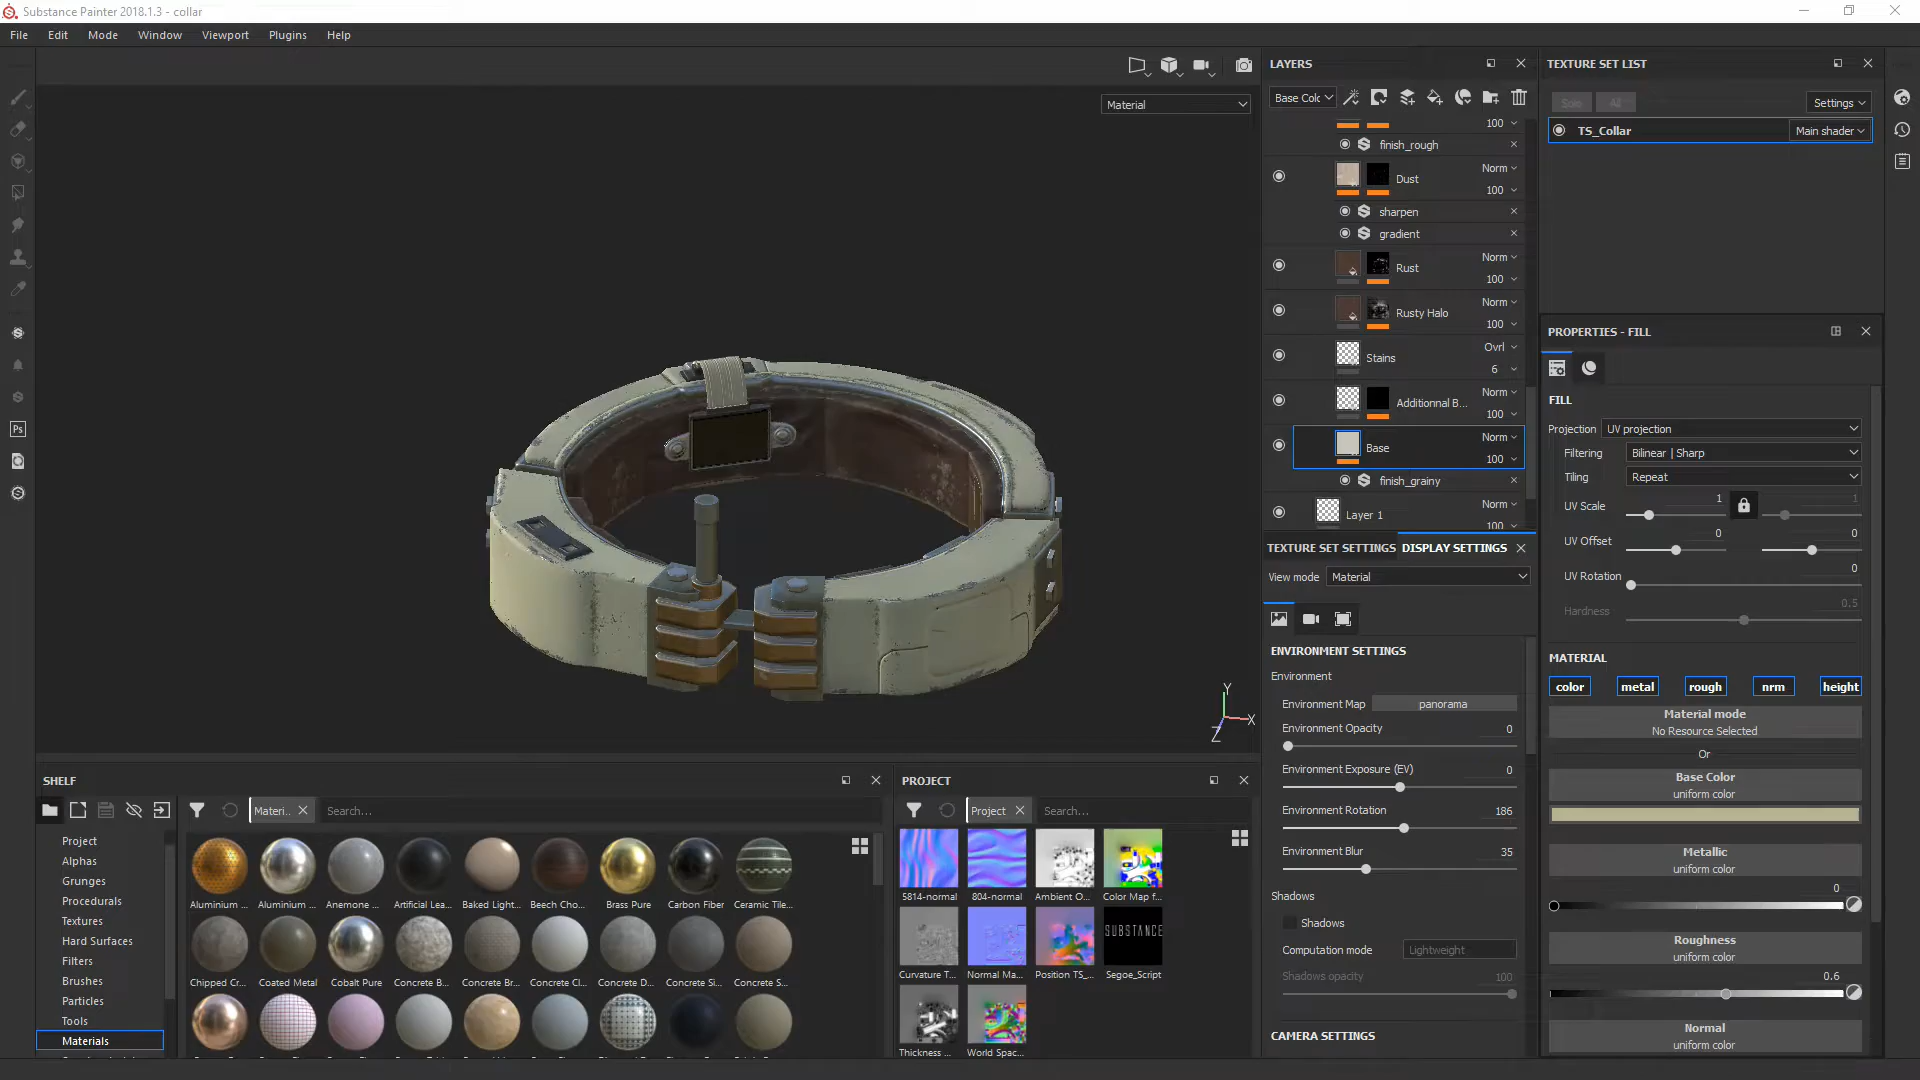 Substance Painter 2018.1.3 - collar
File Edit Mode Window Viewport Plugins Help
Material
Y
X
Z
LAYERS
Base Colc
100
finish_rough
Dust
Norm
100
sharpen
gradient
Rust
Norm
100
Rusty Halo
Norm
100
Stains
Ovrl
6
Additionnal B...
Norm
100
Base
Norm
100
finish_grainy
Layer 1
Norm
100
TEXTURE SET SETTINGS DISPLAY SETTINGS
View mode Material
ENVIRONMENT SETTINGS
Environment
Environment Map panorama
Environment Opacity 0
Environment Exposure (EV) 0
Environment Rotation 186
Environment Blur 35
Shadows
Shadows
Computation mode Lightweight
Shadows opacity 100
CAMERA SETTINGS
TEXTURE SET LIST
Solo All Settings
TS_Collar Main shader
PROPERTIES - FILL
FILL
Projection UV projection
Filtering Bilinear | Sharp
Tiling Repeat
UV Scale 1 1
UV Offset 0 0
UV Rotation 0
Hardness 0.5
MATERIAL
color metal rough nrm height
Material mode
No Resource Selected
Or
Base Color
uniform color
Metallic
uniform color
0
Roughness
uniform color
0.6
Normal
uniform color
Ps
SHELF
Materi... Search...
Project
Alphas
Grunges
Procedurals
Textures
Hard Surfaces
Filters
Brushes
Particles
Tools
Materials
Aluminium ... Aluminium ... Anemone ... Artificial Lea... Baked Light... Beech Cho... Brass Pure Carbon Fiber Ceramic Tile...
Chipped Cr... Coated Metal Cobalt Pure Concrete B... Concrete Br... Concrete Cl... Concrete D... Concrete Si... Concrete S...
PROJECT
Project Search...
5814-normal 804-normal Ambient O... Color Map f...
SUBSTANCE
Curvature T... Normal Ma... Position TS_... Segoe_Script
Thickness ... World Spac...